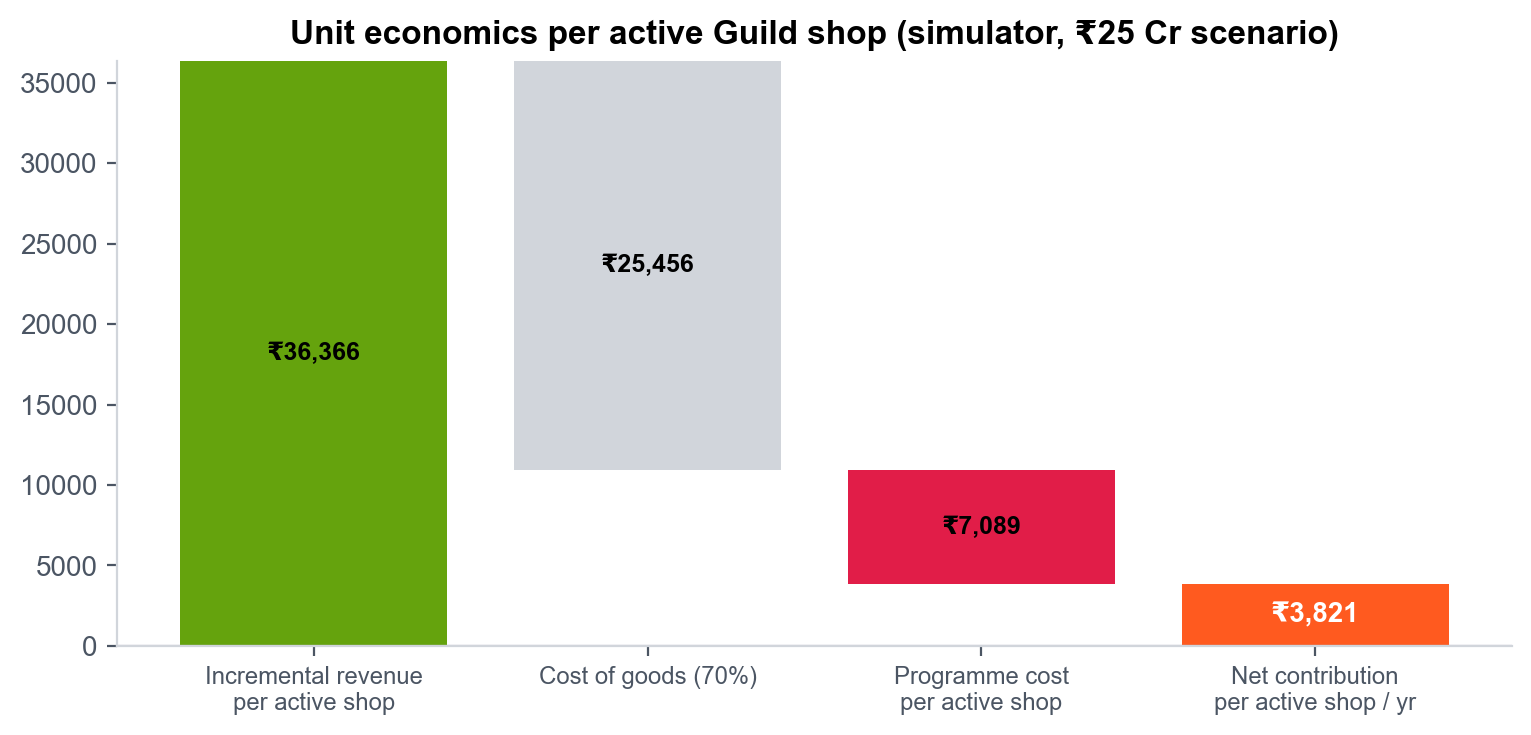 Unit economics per active Guild shop (simulator, ₹25 Cr scenario)
35000
30000
25000
20000
15000
10000
5000
0
₹36,366
₹25,456
₹7,089
₹3,821
Incremental revenue
per active shop
Cost of goods (70%)
Programme cost
per active shop
Net contribution
per active shop / yr